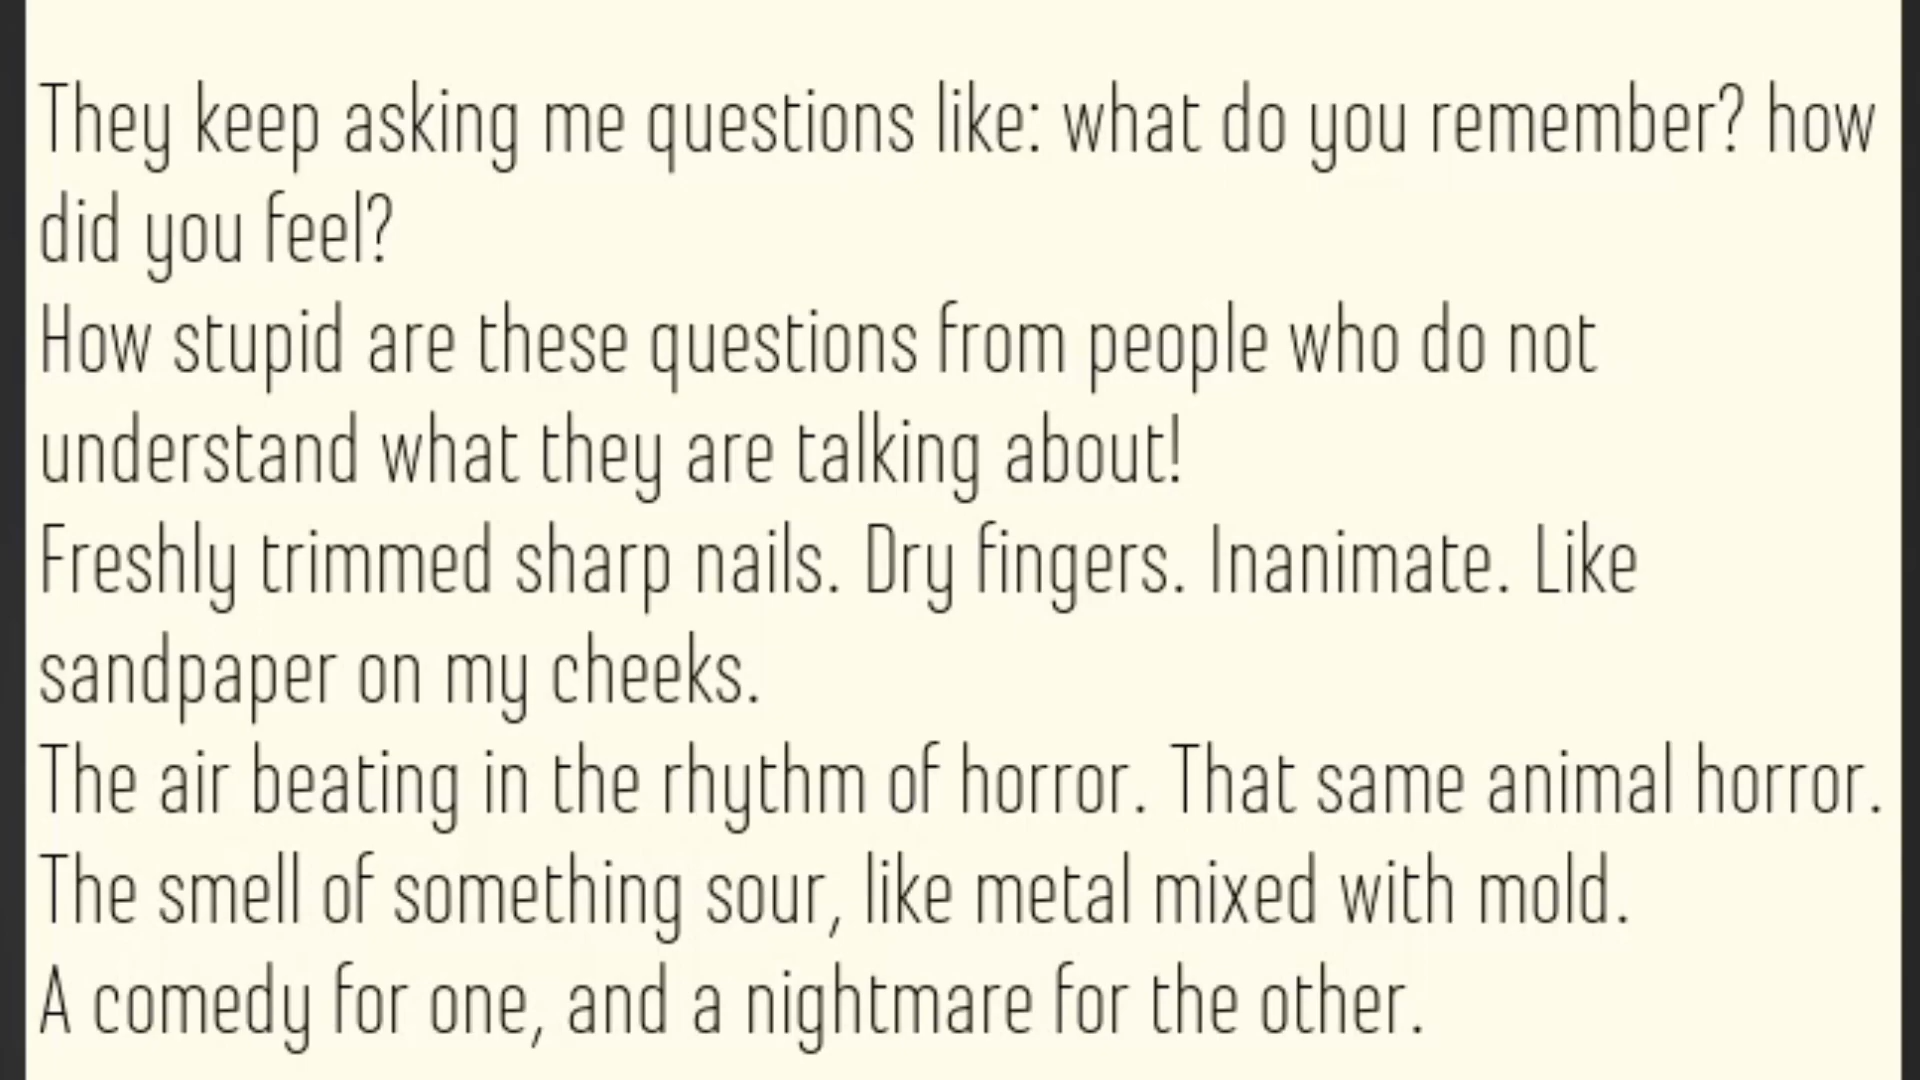 They keep asking me questions like: what do you remember? how
did you feel?
How stupid are these questions from people who do not
understand what they are talking about!
Freshly trimmed sharp nails. Dry fingers. Inanimate. Like
sandpaper on my cheeks.
The air beating in the rhythm of horror. That same animal horror.
The smell of something sour, like metal mixed with mold.
A comedy for one, and a nightmare for the other.